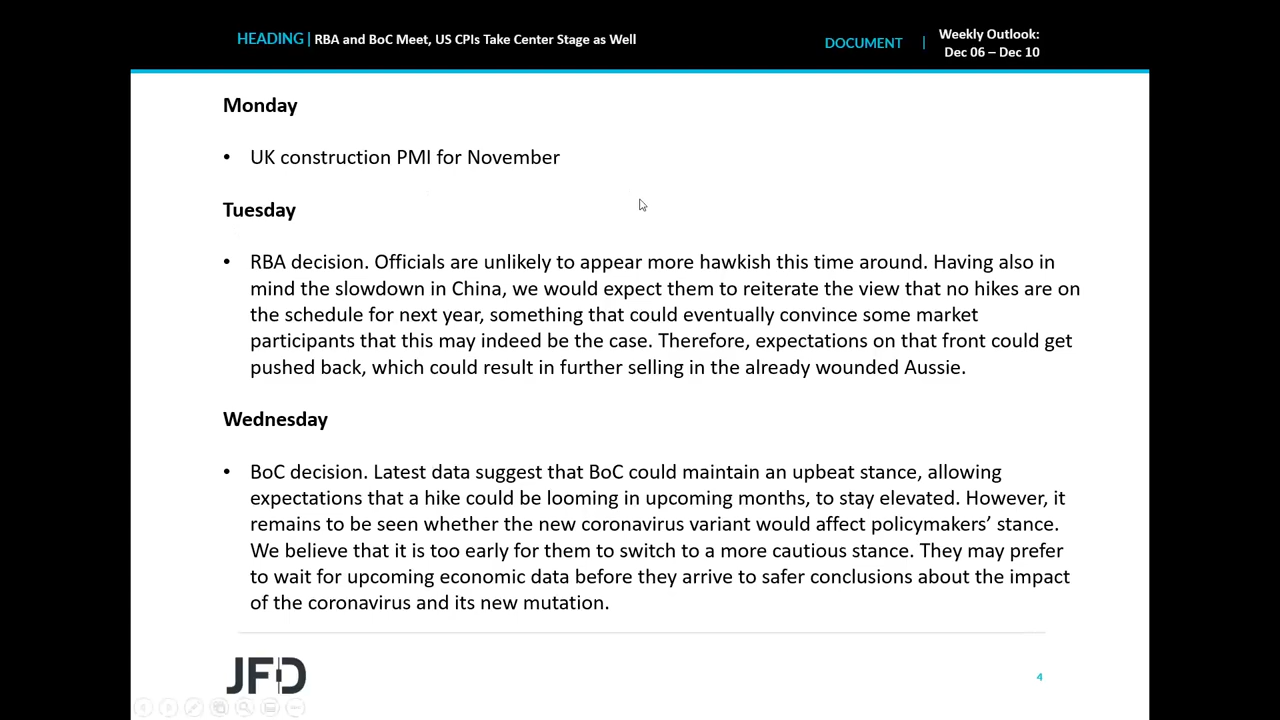 HEADING | RBA and BoC Meet, US CPIs Take Center Stage as Well
DOCUMENT | Weekly Outlook:
Dec 06 – Dec 10
Monday
• UK construction PMI for November
Tuesday
• RBA decision. Officials are unlikely to appear more hawkish this time around. Having also in
mind the slowdown in China, we would expect them to reiterate the view that no hikes are on
the schedule for next year, something that could eventually convince some market
participants that this may indeed be the case. Therefore, expectations on that front could get
pushed back, which could result in further selling in the already wounded Aussie.
Wednesday
• BoC decision. Latest data suggest that BoC could maintain an upbeat stance, allowing
expectations that a hike could be looming in upcoming months, to stay elevated. However, it
remains to be seen whether the new coronavirus variant would affect policymakers’ stance.
We believe that it is too early for them to switch to a more cautious stance. They may prefer
to wait for upcoming economic data before they arrive to safer conclusions about the impact
of the coronavirus and its new mutation.
JFD
4